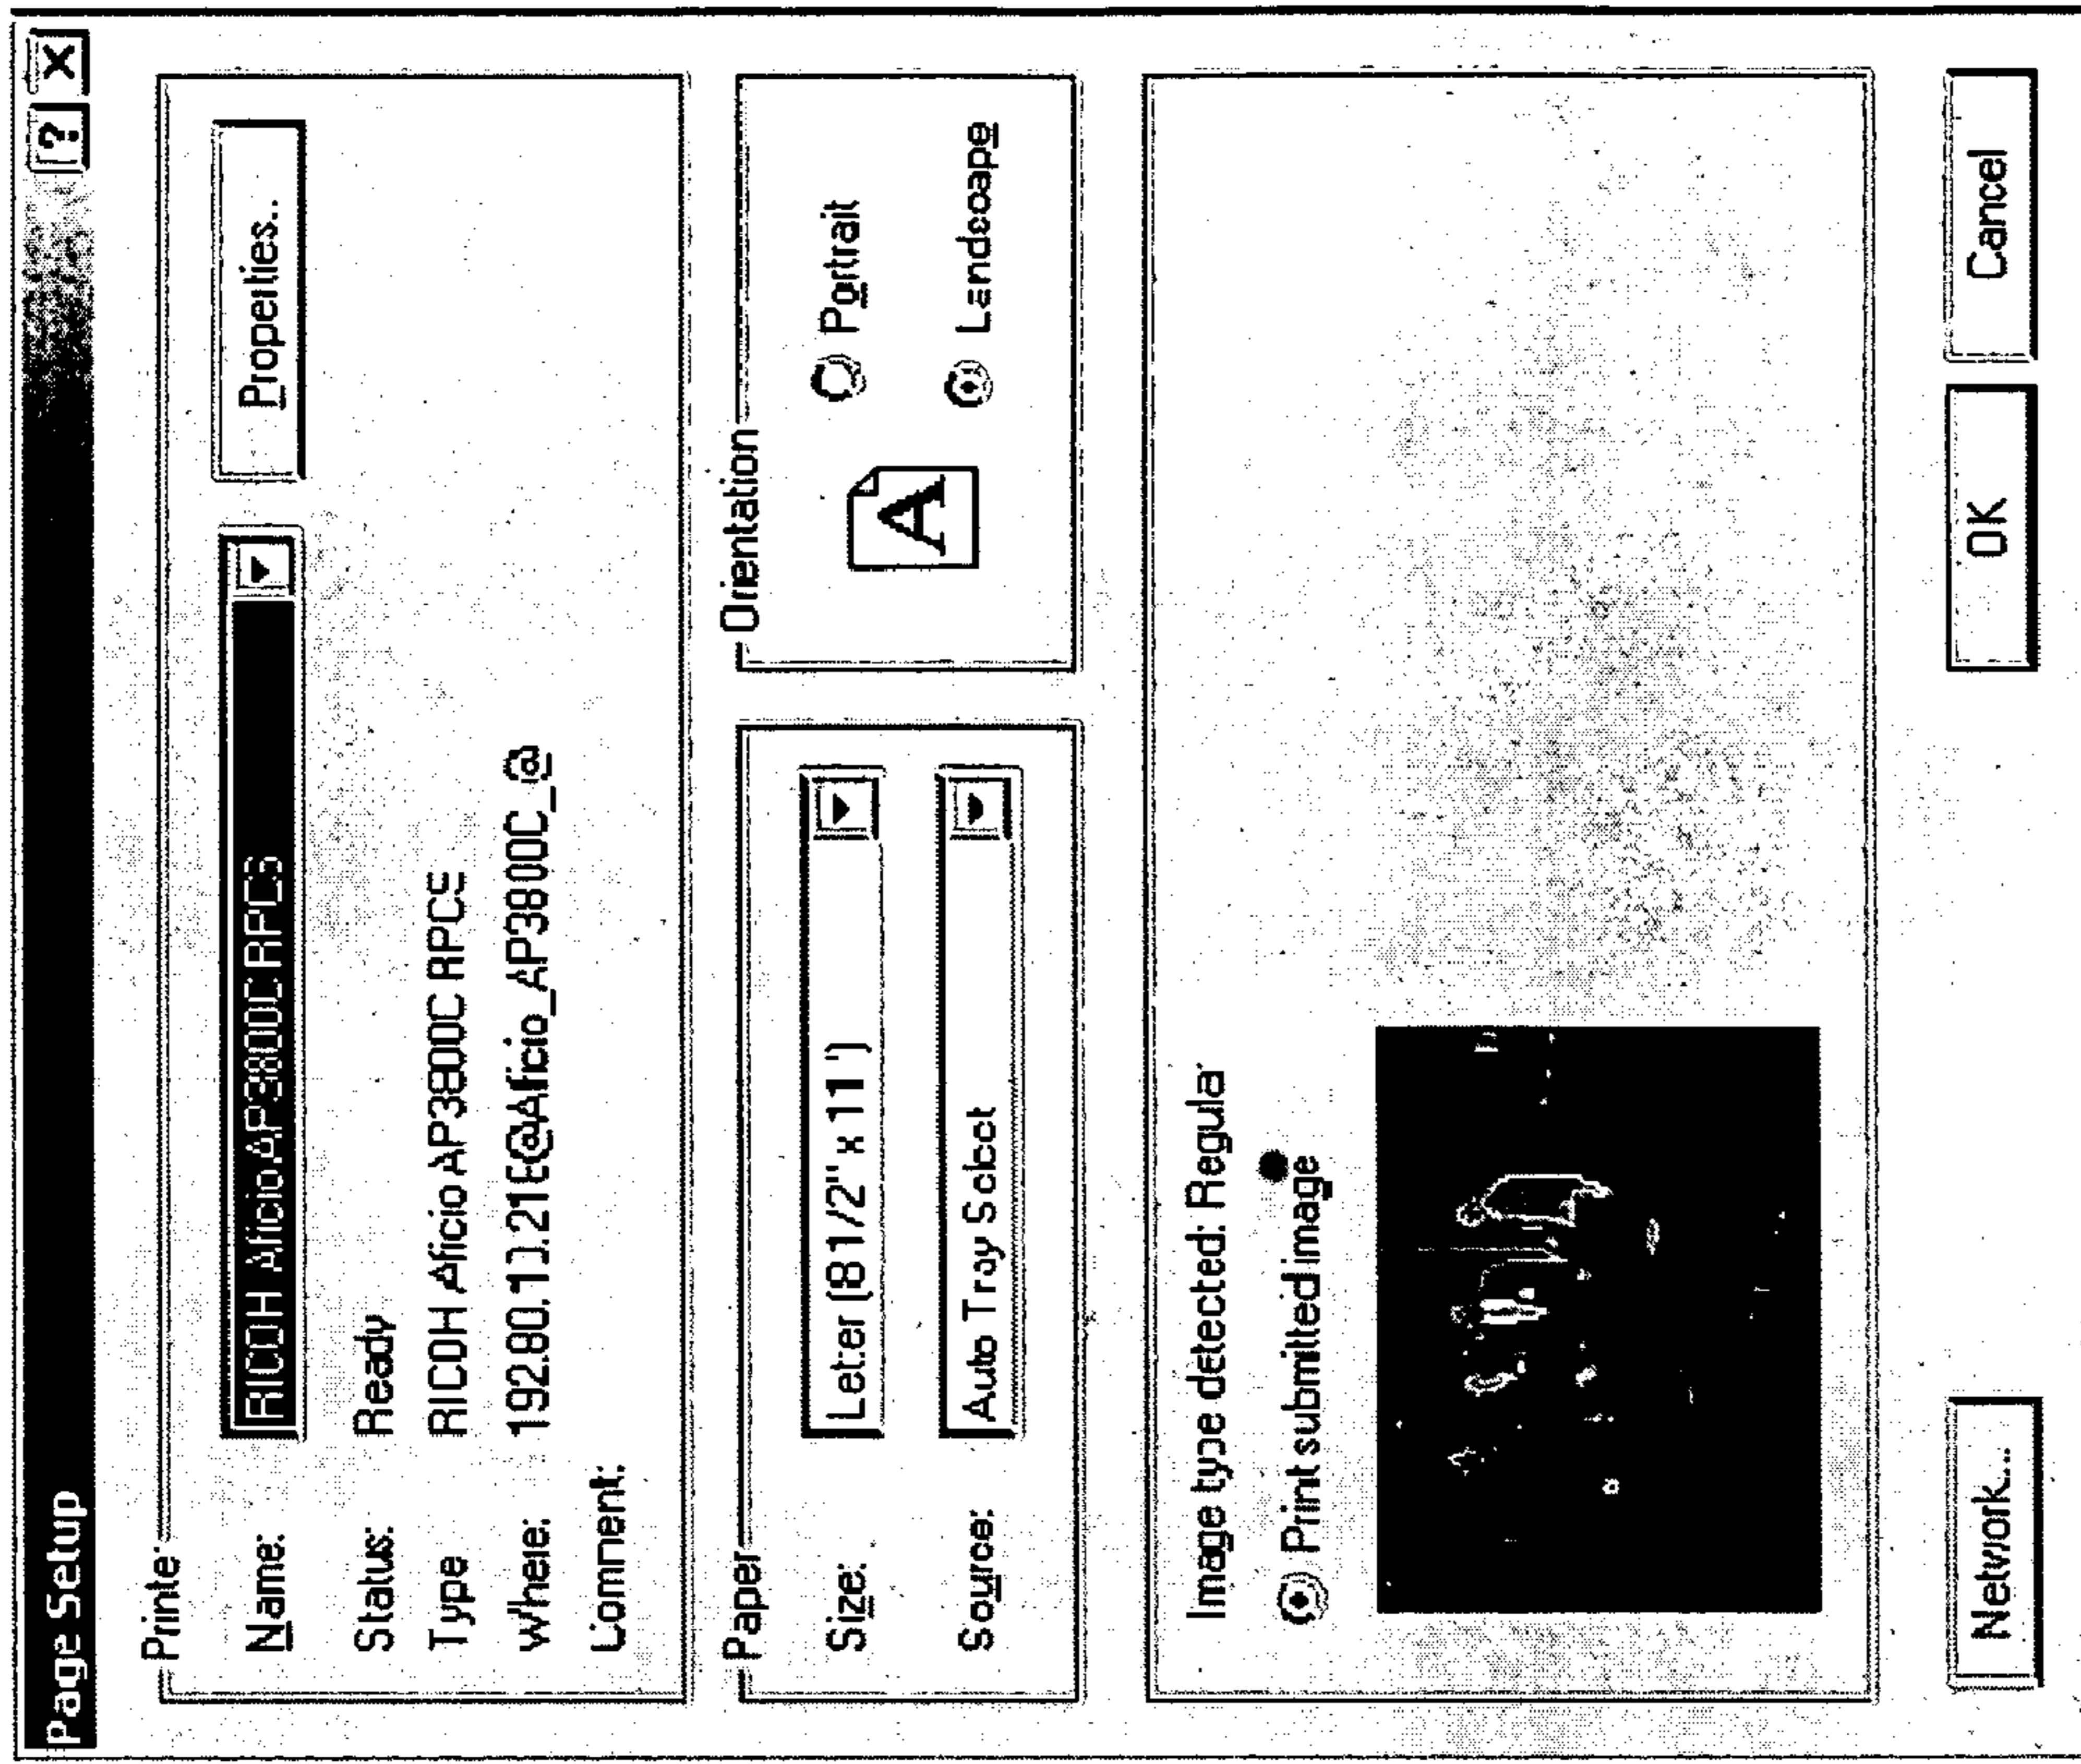 Page Setup
Printer
Name: RICOH Aficio AP3800C RPCS
Properties...
Status: Ready
Type RICOH Aficio AP3800C RPCS
Where: @Aficio_AP3800C_@
Comment:
Paper
Size: Letter (8 1/2" x 11")
Source: Auto Tray Select
Orientation
A
Portrait
Landscape
Image type detected: Regular
Print submitted image
Network...
OK
Cancel